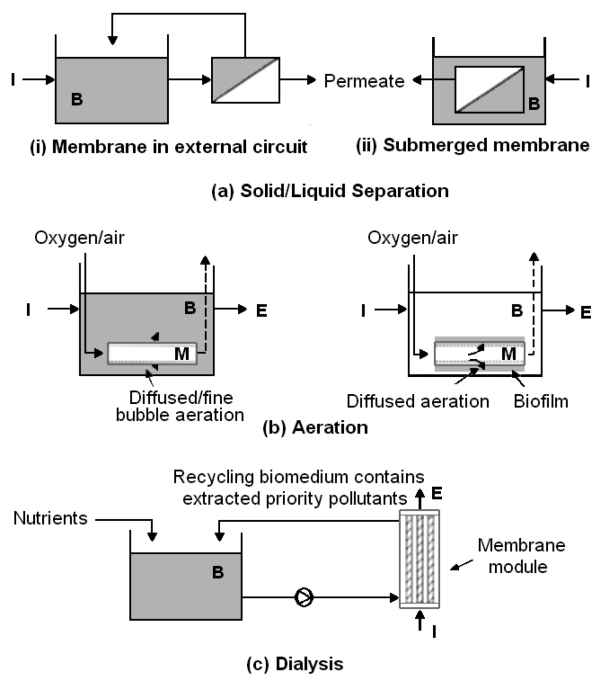 I
B
Permeate
B
I
(i) Membrane in external circuit
(ii) Submerged membrane
(a) Solid/Liquid Separation
Oxygen/air
Oxygen/air
I
B
E
M
I
B
E
M
Diffused/fine
bubble aeration
Diffused aeration
Biofilm
(b) Aeration
Recycling biomedium contains
extracted priority pollutants
E
Nutrients
B
Membrane
module
I
(c) Dialysis